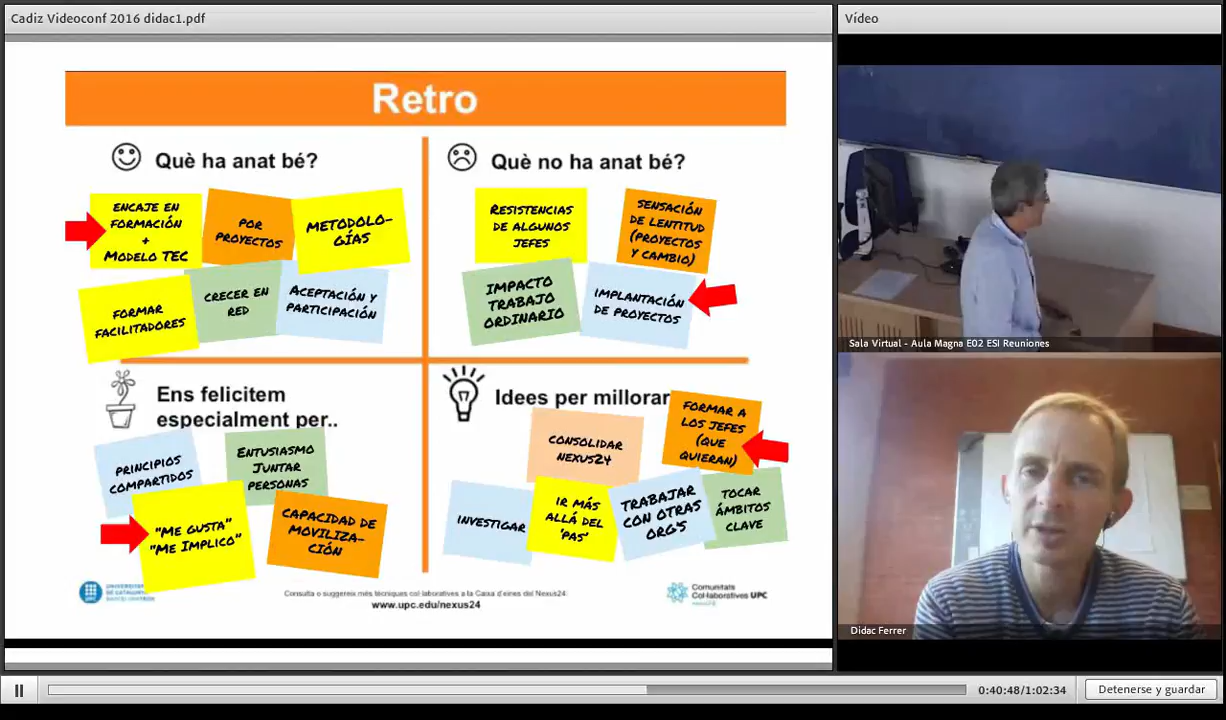 Cadiz Videoconf 2016 didac1.pdf
Vídeo
Retro
Què ha anat bé?
ENCAJE EN
FORMACIÓN
+
MODELO TEC
POR
PROYECTOS
METODOLO-
GÍAS
FORMAR
FACILITADORES
CRECER EN
RED
ACEPTACIÓN Y
PARTICIPACIÓN
Què no ha anat bé?
RESISTENCIAS
DE ALGUNOS
JEFES
SENSACIÓN
DE LENTITUD
(PROYECTOS
Y CAMBIO)
IMPACTO
TRABAJO
ORDINARIO
IMPLANTACIÓN
DE PROYECTOS
Ens felicitem
especialment per..
PRINCIPIOS
COMPARTIDOS
ENTUSIASMO
JUNTAR
PERSONAS
"ME GUSTA"
"ME IMPLICO"
CAPACIDAD DE
MOVILIZA-
CIÓN
Idees per millorar
CONSOLIDAR
NEXUS24
FORMAR A
LOS JEFES
(QUE
QUIERAN)
INVESTIGAR
IR MÁS
ALLÁ DEL
'PAS'
TRABAJAR
CON OTRAS
ORG'S
TOCAR
ÁMBITOS
CLAVE
Consulta o suggereix més tècniques col·laboratives a la Caixa d'eines del Nexus24:
www.upc.edu/nexus24
Comunitats
Col·laboratives UPC
Sala Virtual - Aula Magna E02 ESI Reuniones
Didac Ferrer
0:40:48/1:02:34
Detenerse y guardar